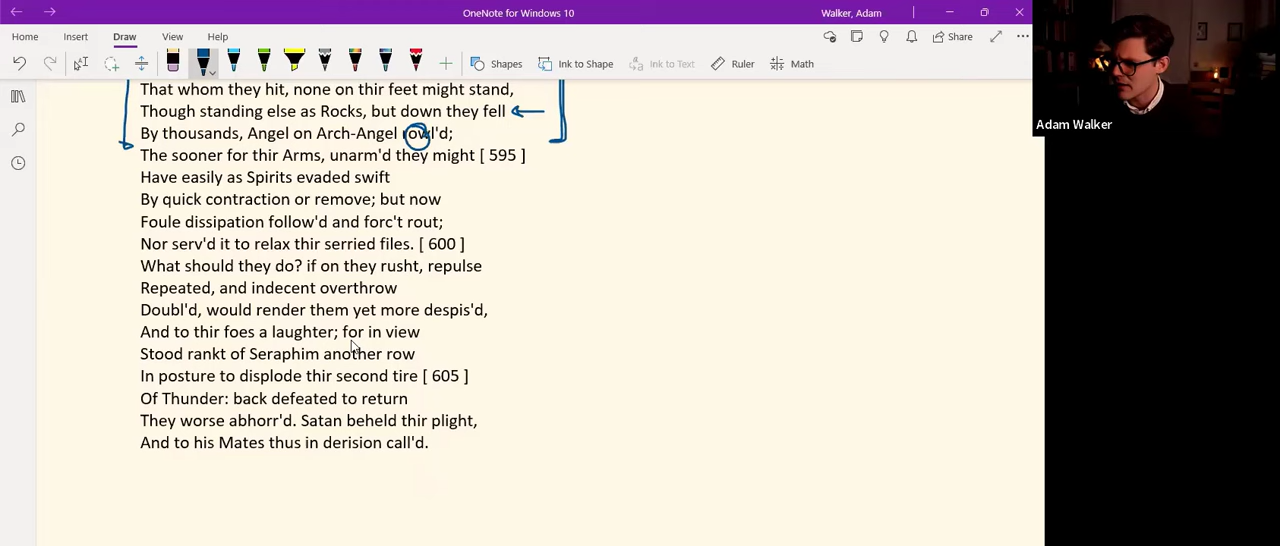 OneNote for Windows 10
Walker, Adam
Home
Insert
Draw
View
Help
Share
Shapes
Ink to Shape
Ink to Text
Ruler
Math
Adam Walker
That whom they hit, none on thir feet might stand,
Though standing else as Rocks, but down they fell
By thousands, Angel on Arch-Angel rowl'd;
The sooner for thir Arms, unarm'd they might [ 595 ]
Have easily as Spirits evaded swift
By quick contraction or remove; but now
Foule dissipation follow'd and forc't rout;
Nor serv'd it to relax thir serried files. [ 600 ]
What should they do? if on they rusht, repulse
Repeated, and indecent overthrow
Doubl'd, would render them yet more despis'd,
And to thir foes a laughter; for in view
Stood rankt of Seraphim another row
In posture to displode thir second tire [ 605 ]
Of Thunder: back defeated to return
They worse abhorr'd. Satan beheld thir plight,
And to his Mates thus in derision call'd.